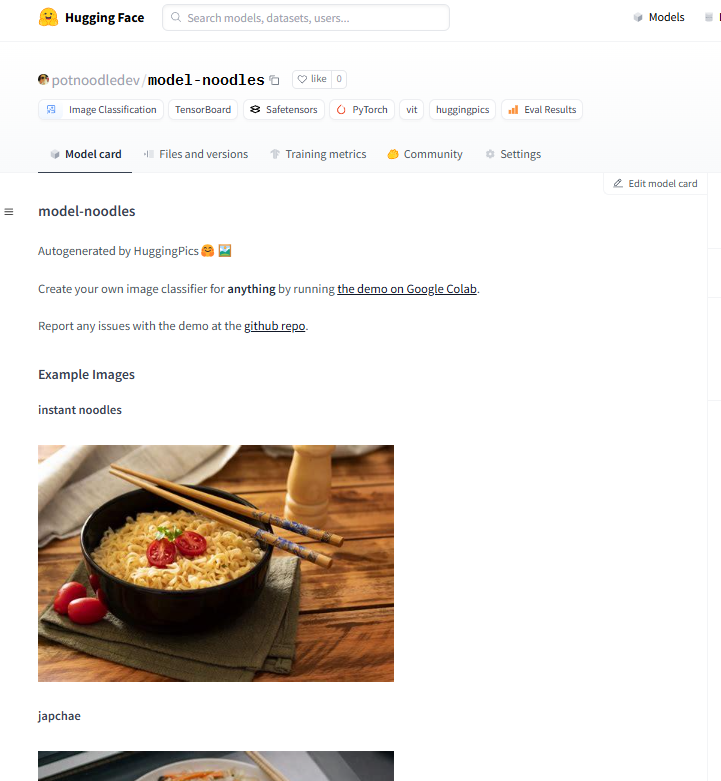 Hugging Face
Search models, datasets, users...
Models
potnoodledev/model-noodles
like 0
Image Classification TensorBoard Safetensors PyTorch vit huggingpics Eval Results
Model card Files and versions Training metrics Community Settings
Edit model card
model-noodles
Autogenerated by HuggingPics🤗🖼️
Create your own image classifier for anything by running the demo on Google Colab.
Report any issues with the demo at the github repo.
Example Images
instant noodles
japchae